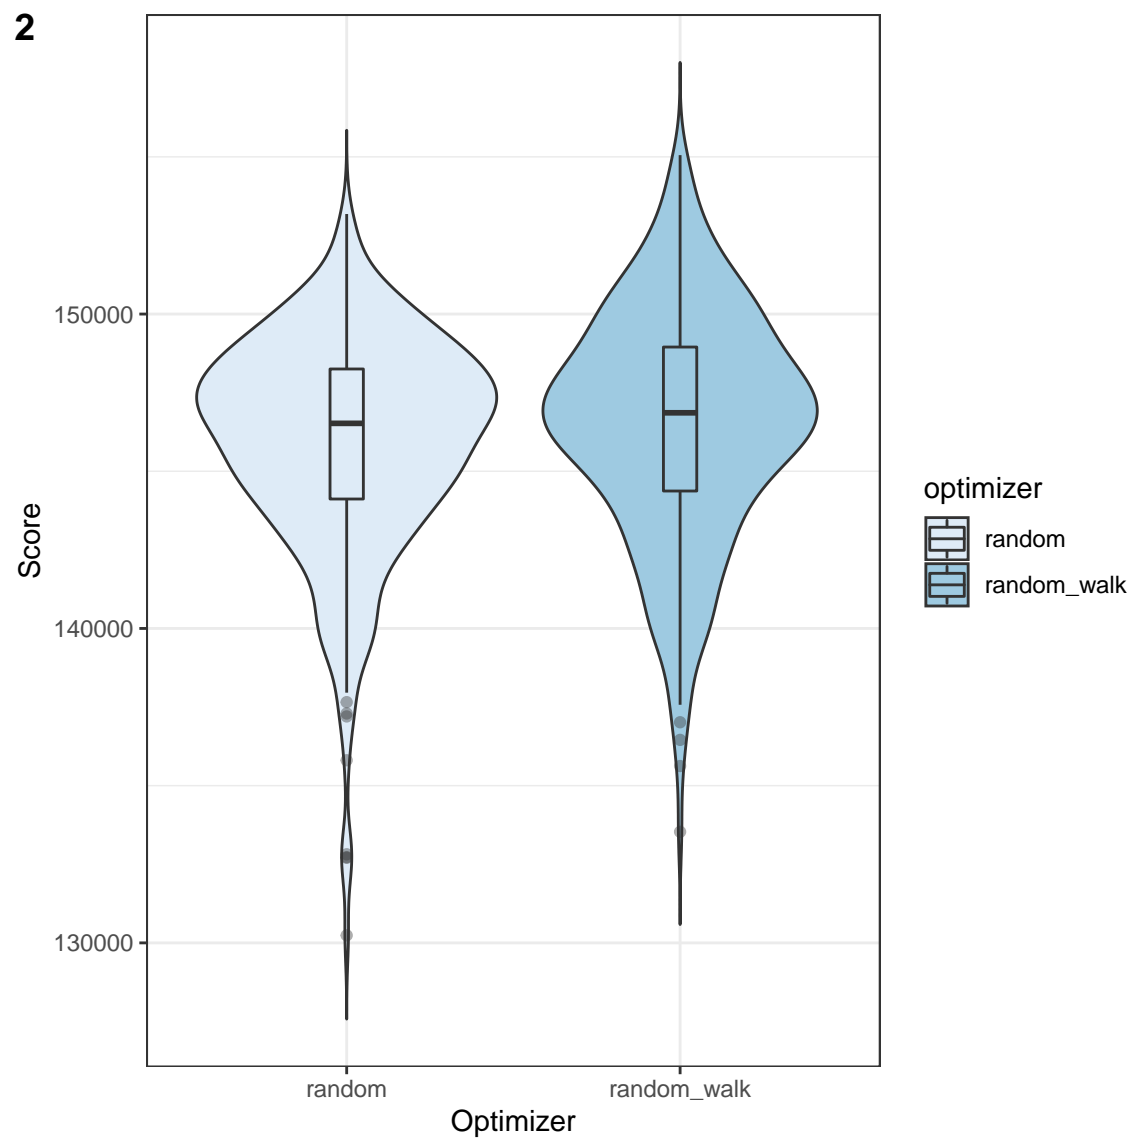 2
150000
140000
130000
Score
random
random_walk
Optimizer
optimizer
random
random_walk